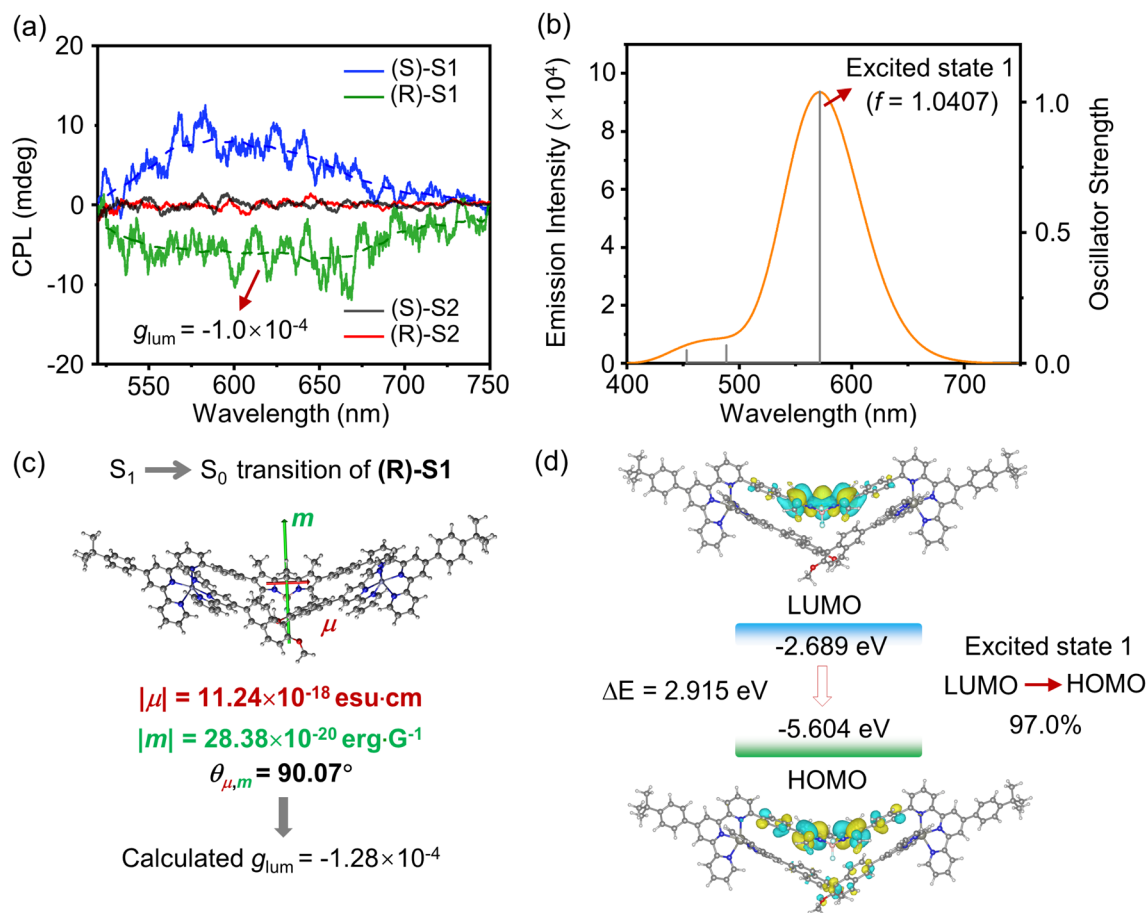 (a)
20
10
0
-10
-20
CPL (mdeg)
(S)-S1
(R)-S1
(S)-S2
(R)-S2
g_lum = -1.0×10⁻⁴
550 600 650 700 750
Wavelength (nm)
(b)
10
8
6
4
2
0
Emission Intensity (×10⁴)
Excited state 1
(f = 1.0407)
1.0
0.5
0.0
Oscillator Strength
400 500 600 700
Wavelength (nm)
(c)
S₁ → S₀ transition of (R)-S1
m
μ
|μ| = 11.24×10⁻¹⁸ esu·cm
|m| = 28.38×10⁻²⁰ erg·G⁻¹
θ_μ,m = 90.07°
Calculated g_lum = -1.28×10⁻⁴
(d)
LUMO
-2.689 eV
ΔE = 2.915 eV
-5.604 eV
HOMO
Excited state 1
LUMO → HOMO
97.0%